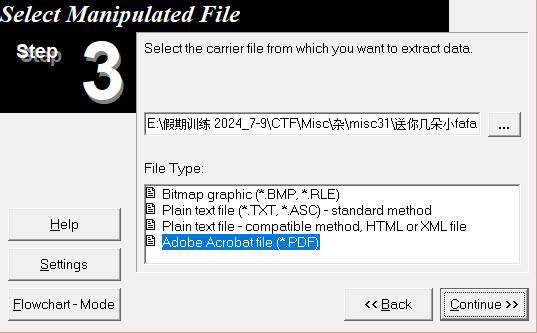 Select Manipulated File
Step 3
Select the carrier file from which you want to extract data.
E:\假期训练 2024_7-9\CTF\Misc\杂\misc31\送你几朵小fafa
...
File Type:
Bitmap graphic (*.BMP, *.RLE)
Plain text file (*.TXT, *.ASC) - standard method
Plain text file - compatible method, HTML or XML file
Adobe Acrobat file (*.PDF)
Help
Settings
Flowchart - Mode
<< Back
Continue >>